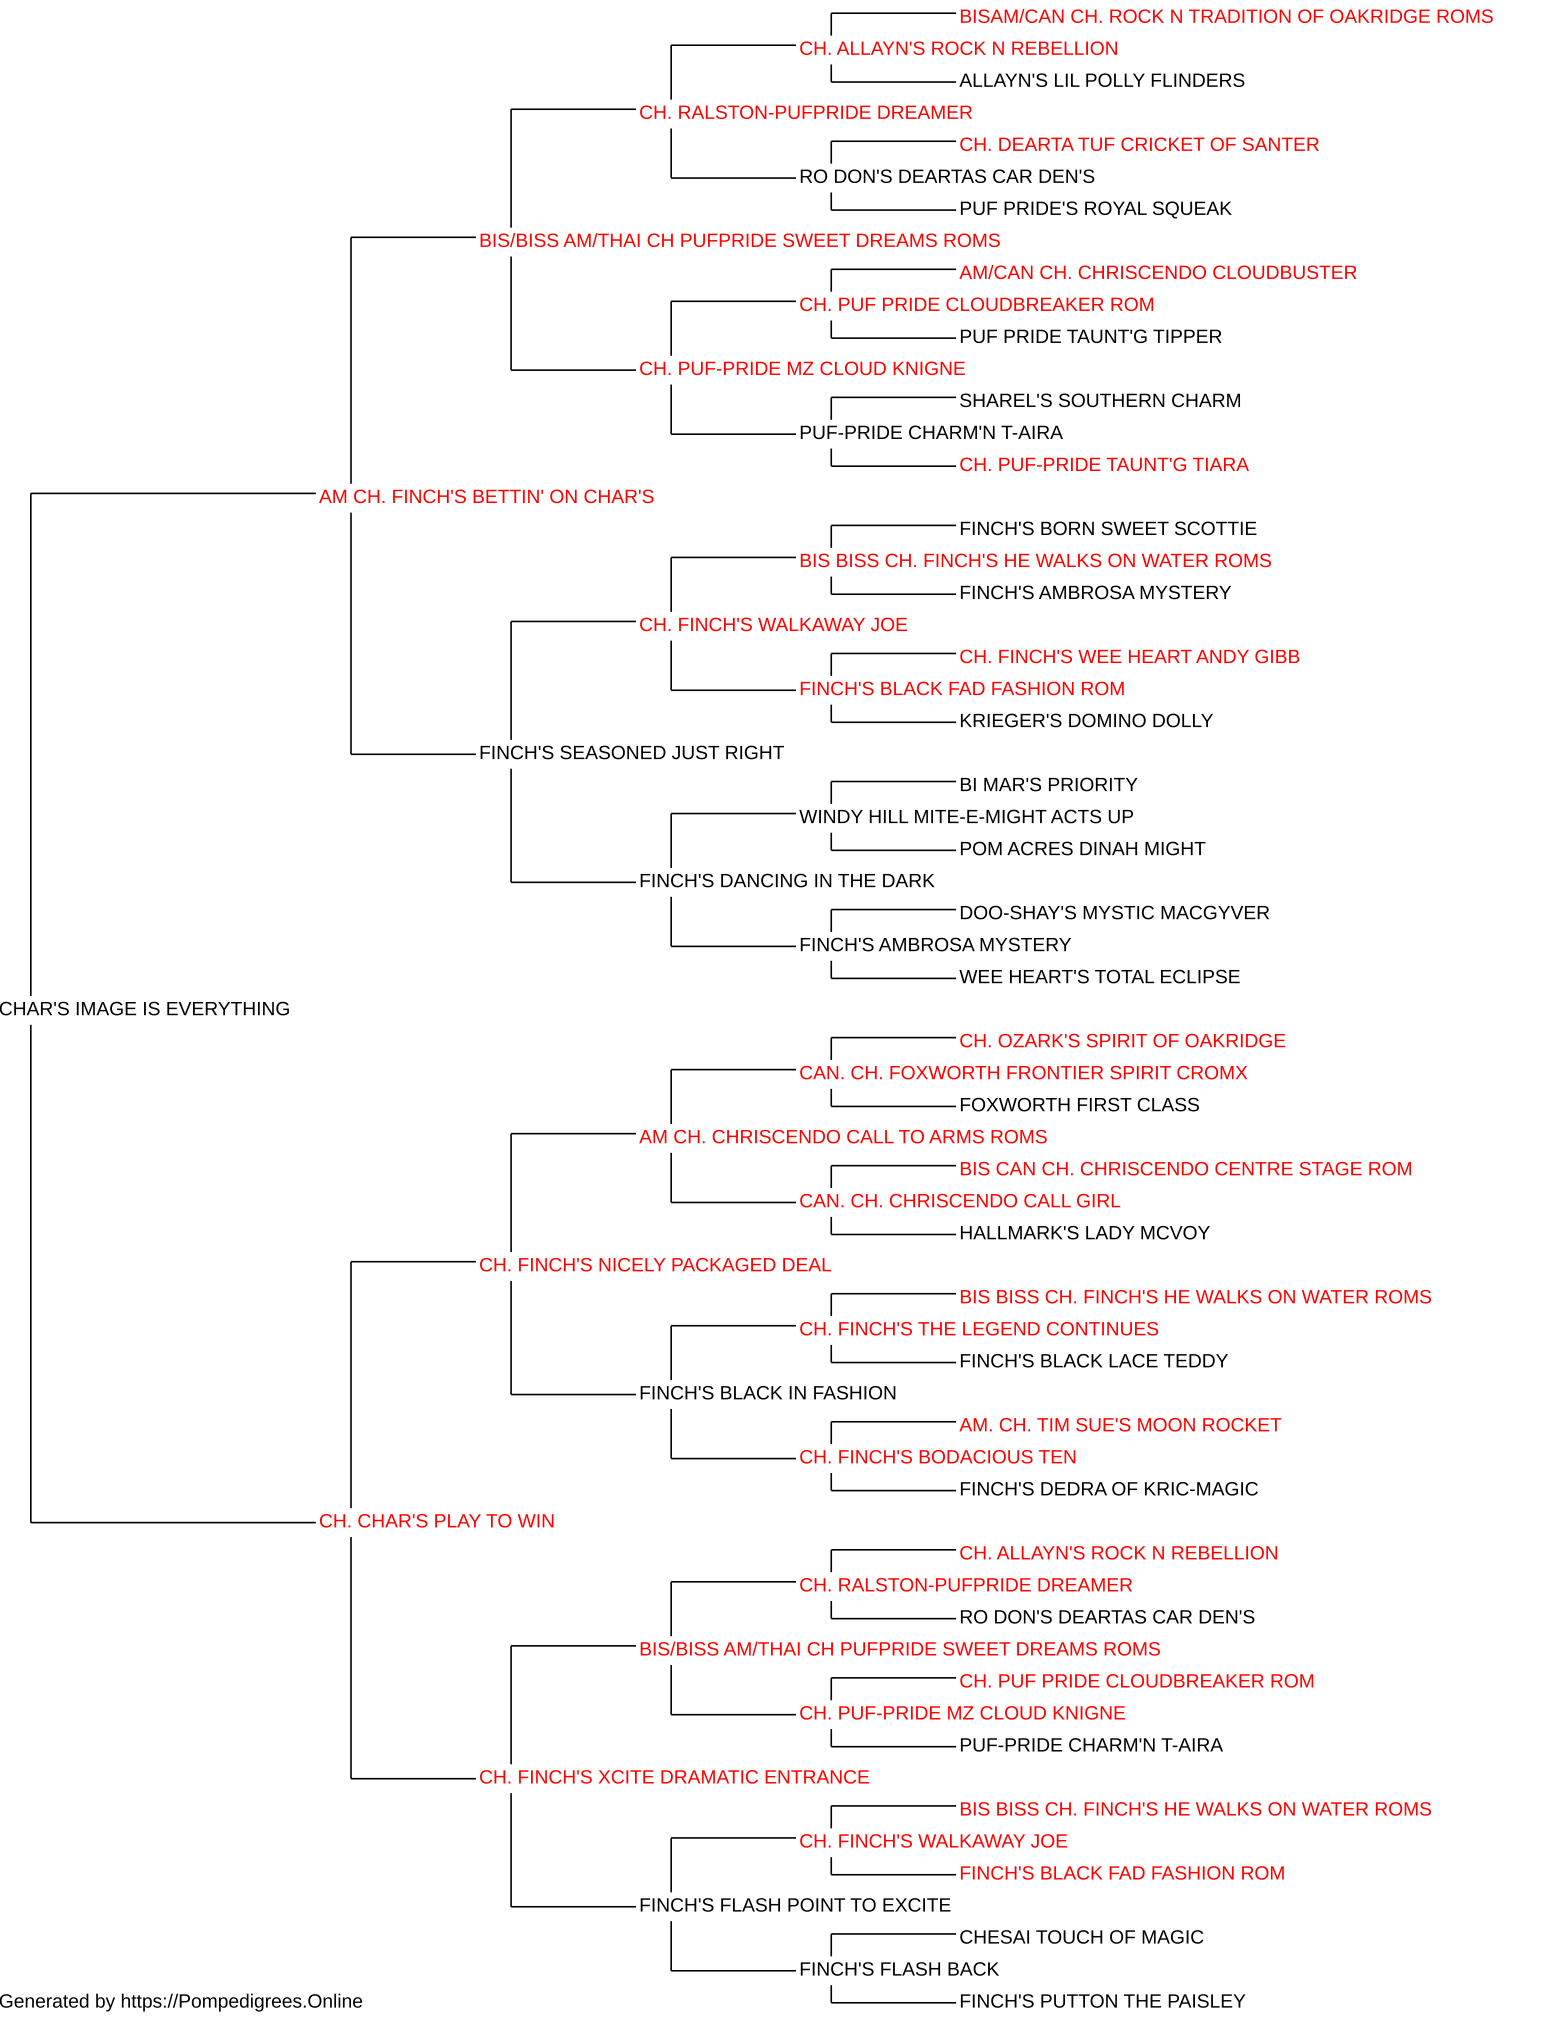 BISAM/CAN CH. ROCK N TRADITION OF OAKRIDGE ROMS
CH. ALLAYN'S ROCK N REBELLION
ALLAYN'S LIL POLLY FLINDERS
CH. RALSTON-PUFPRIDE DREAMER
CH. DEARTA TUF CRICKET OF SANTER
RO DON'S DEARTAS CAR DEN'S
PUF PRIDE'S ROYAL SQUEAK
BIS/BISS AM/THAI CH PUFPRIDE SWEET DREAMS ROMS
AM/CAN CH. CHRISCENDO CLOUDBUSTER
CH. PUF PRIDE CLOUDBREAKER ROM
PUF PRIDE TAUNT'G TIPPER
CH. PUF-PRIDE MZ CLOUD KNIGNE
SHAREL'S SOUTHERN CHARM
PUF-PRIDE CHARM'N T-AIRA
CH. PUF-PRIDE TAUNT'G TIARA
AM CH. FINCH'S BETTIN' ON CHAR'S
FINCH'S BORN SWEET SCOTTIE
BIS BISS CH. FINCH'S HE WALKS ON WATER ROMS
FINCH'S AMBROSA MYSTERY
CH. FINCH'S WALKAWAY JOE
CH. FINCH'S WEE HEART ANDY GIBB
FINCH'S BLACK FAD FASHION ROM
KRIEGER'S DOMINO DOLLY
FINCH'S SEASONED JUST RIGHT
BI MAR'S PRIORITY
WINDY HILL MITE-E-MIGHT ACTS UP
POM ACRES DINAH MIGHT
FINCH'S DANCING IN THE DARK
DOO-SHAY'S MYSTIC MACGYVER
FINCH'S AMBROSA MYSTERY
WEE HEART'S TOTAL ECLIPSE
CHAR'S IMAGE IS EVERYTHING
CH. OZARK'S SPIRIT OF OAKRIDGE
CAN. CH. FOXWORTH FRONTIER SPIRIT CROMX
FOXWORTH FIRST CLASS
AM CH. CHRISCENDO CALL TO ARMS ROMS
BIS CAN CH. CHRISCENDO CENTRE STAGE ROM
CAN. CH. CHRISCENDO CALL GIRL
HALLMARK'S LADY MCVOY
CH. FINCH'S NICELY PACKAGED DEAL
BIS BISS CH. FINCH'S HE WALKS ON WATER ROMS
CH. FINCH'S THE LEGEND CONTINUES
FINCH'S BLACK LACE TEDDY
FINCH'S BLACK IN FASHION
AM. CH. TIM SUE'S MOON ROCKET
CH. FINCH'S BODACIOUS TEN
FINCH'S DEDRA OF KRIC-MAGIC
CH. CHAR'S PLAY TO WIN
CH. ALLAYN'S ROCK N REBELLION
CH. RALSTON-PUFPRIDE DREAMER
RO DON'S DEARTAS CAR DEN'S
BIS/BISS AM/THAI CH PUFPRIDE SWEET DREAMS ROMS
CH. PUF PRIDE CLOUDBREAKER ROM
CH. PUF-PRIDE MZ CLOUD KNIGNE
PUF-PRIDE CHARM'N T-AIRA
CH. FINCH'S XCITE DRAMATIC ENTRANCE
BIS BISS CH. FINCH'S HE WALKS ON WATER ROMS
CH. FINCH'S WALKAWAY JOE
FINCH'S BLACK FAD FASHION ROM
FINCH'S FLASH POINT TO EXCITE
CHESAI TOUCH OF MAGIC
FINCH'S FLASH BACK
FINCH'S PUTTON THE PAISLEY
Generated by https://Pompedigrees.Online